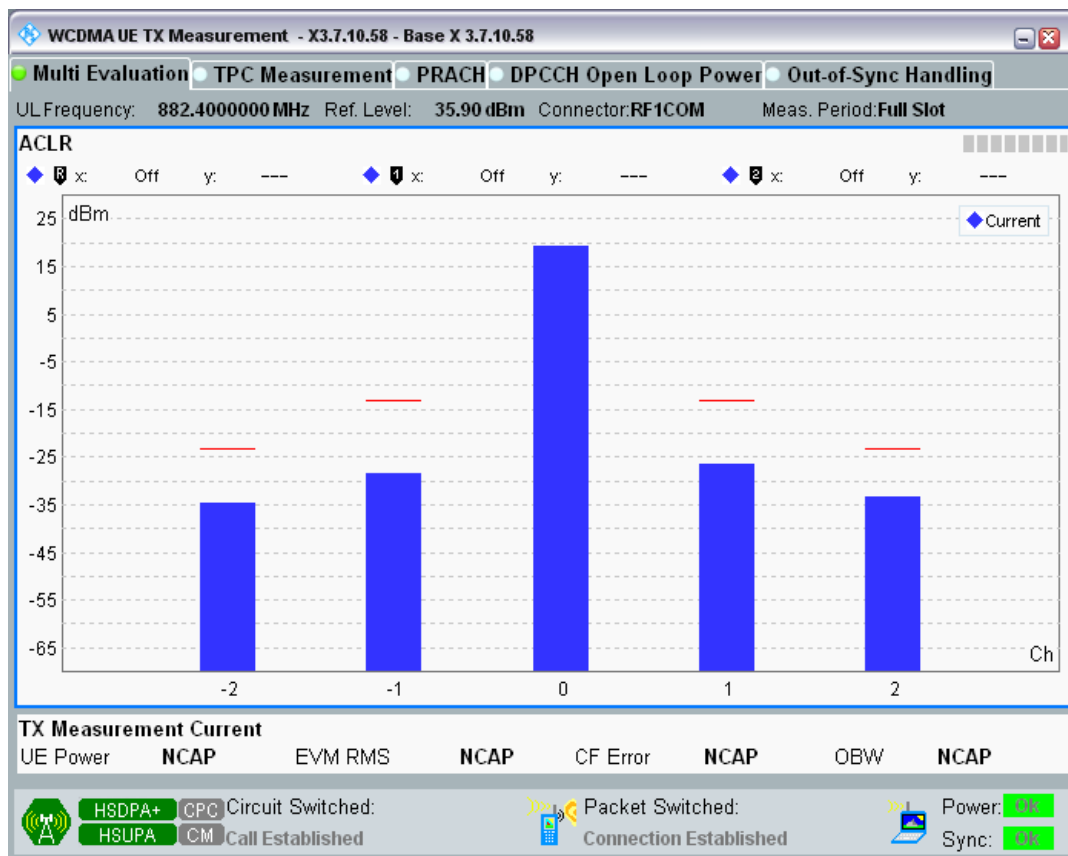 WCDMA UE TX Measurement - X3.7.10.58 - Base X 3.7.10.58
Multi Evaluation TPC Measurement PRACH DPCCH Open Loop Power Out-of-Sync Handling
UL Frequency: 882.4000000 MHz Ref. Level: 35.90 dBm Connector:RF1COM Meas. Period:Full Slot
ACLR
R x: Off y: --- 1 x: Off y: --- 2 x: Off y: ---
dBm
Current
25
15
5
-5
-15
-25
-35
-45
-55
-65
Ch
-2 -1 0 1 2
TX Measurement Current
UE Power NCAP EVM RMS NCAP CF Error NCAP OBW NCAP
HSDPA+ CPC Circuit Switched: Packet Switched: Power: OK
HSUPA CM Call Established Connection Established Sync: OK